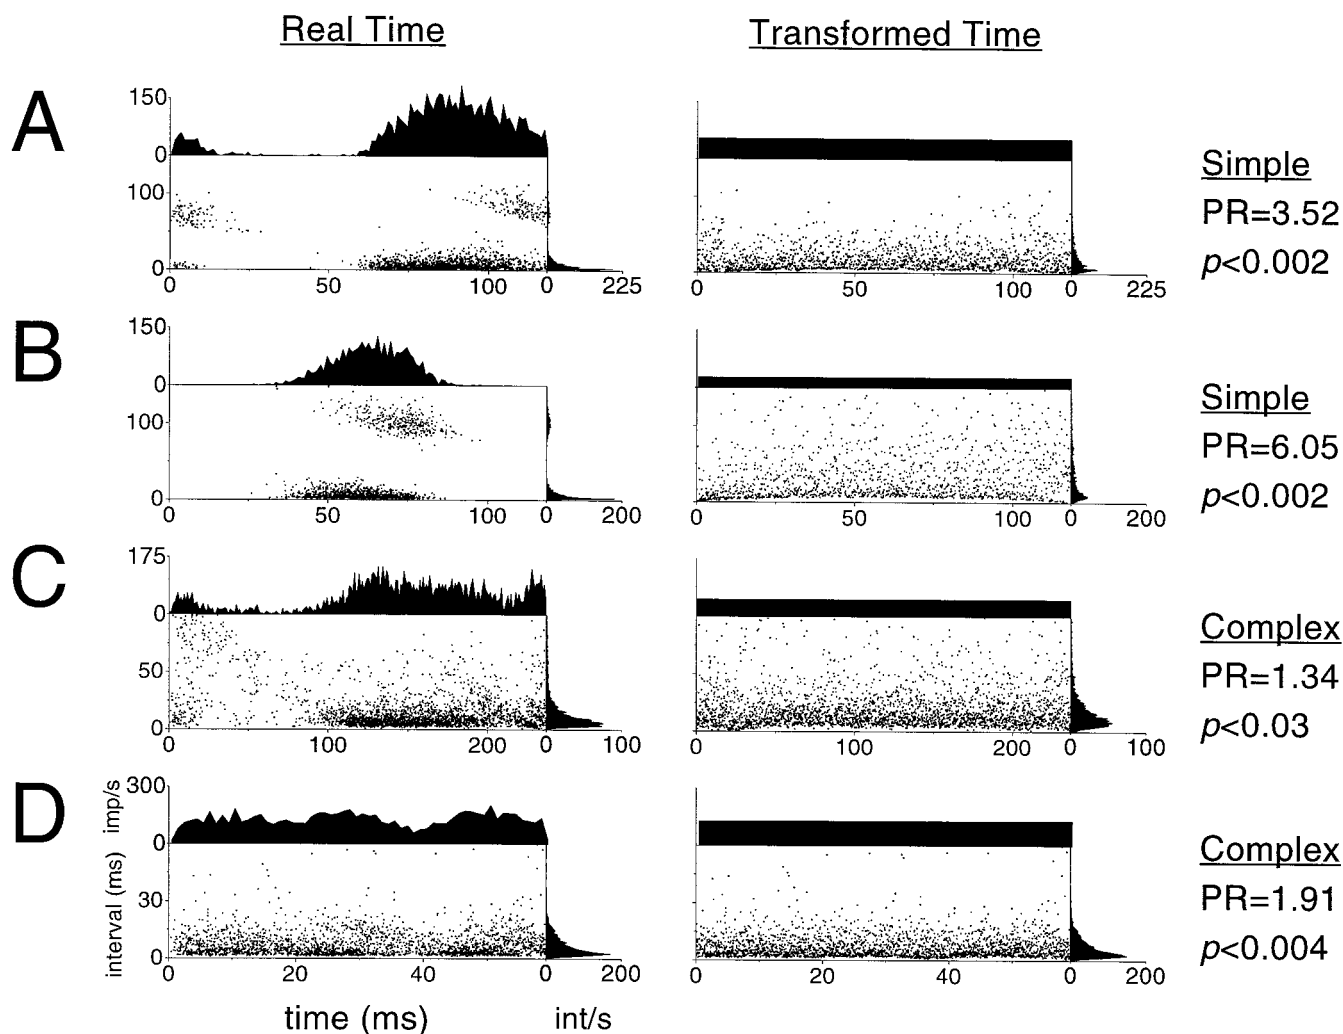 Real Time
Transformed Time
A
150
0
100
0
0 50 100 0 225
0 50 100 0 225
Simple
PR=3.52
p<0.002
B
150
0
100
0
0 50 100 0 200
0 50 100 0 200
Simple
PR=6.05
p<0.002
C
175
0
50
0
0 100 200 0 100
0 100 200 0 100
Complex
PR=1.34
p<0.03
D
imp/s
300
0
interval (ms)
30
0
0 20 40 0 200
0 20 40 0 200
Complex
PR=1.91
p<0.004
time (ms)
int/s